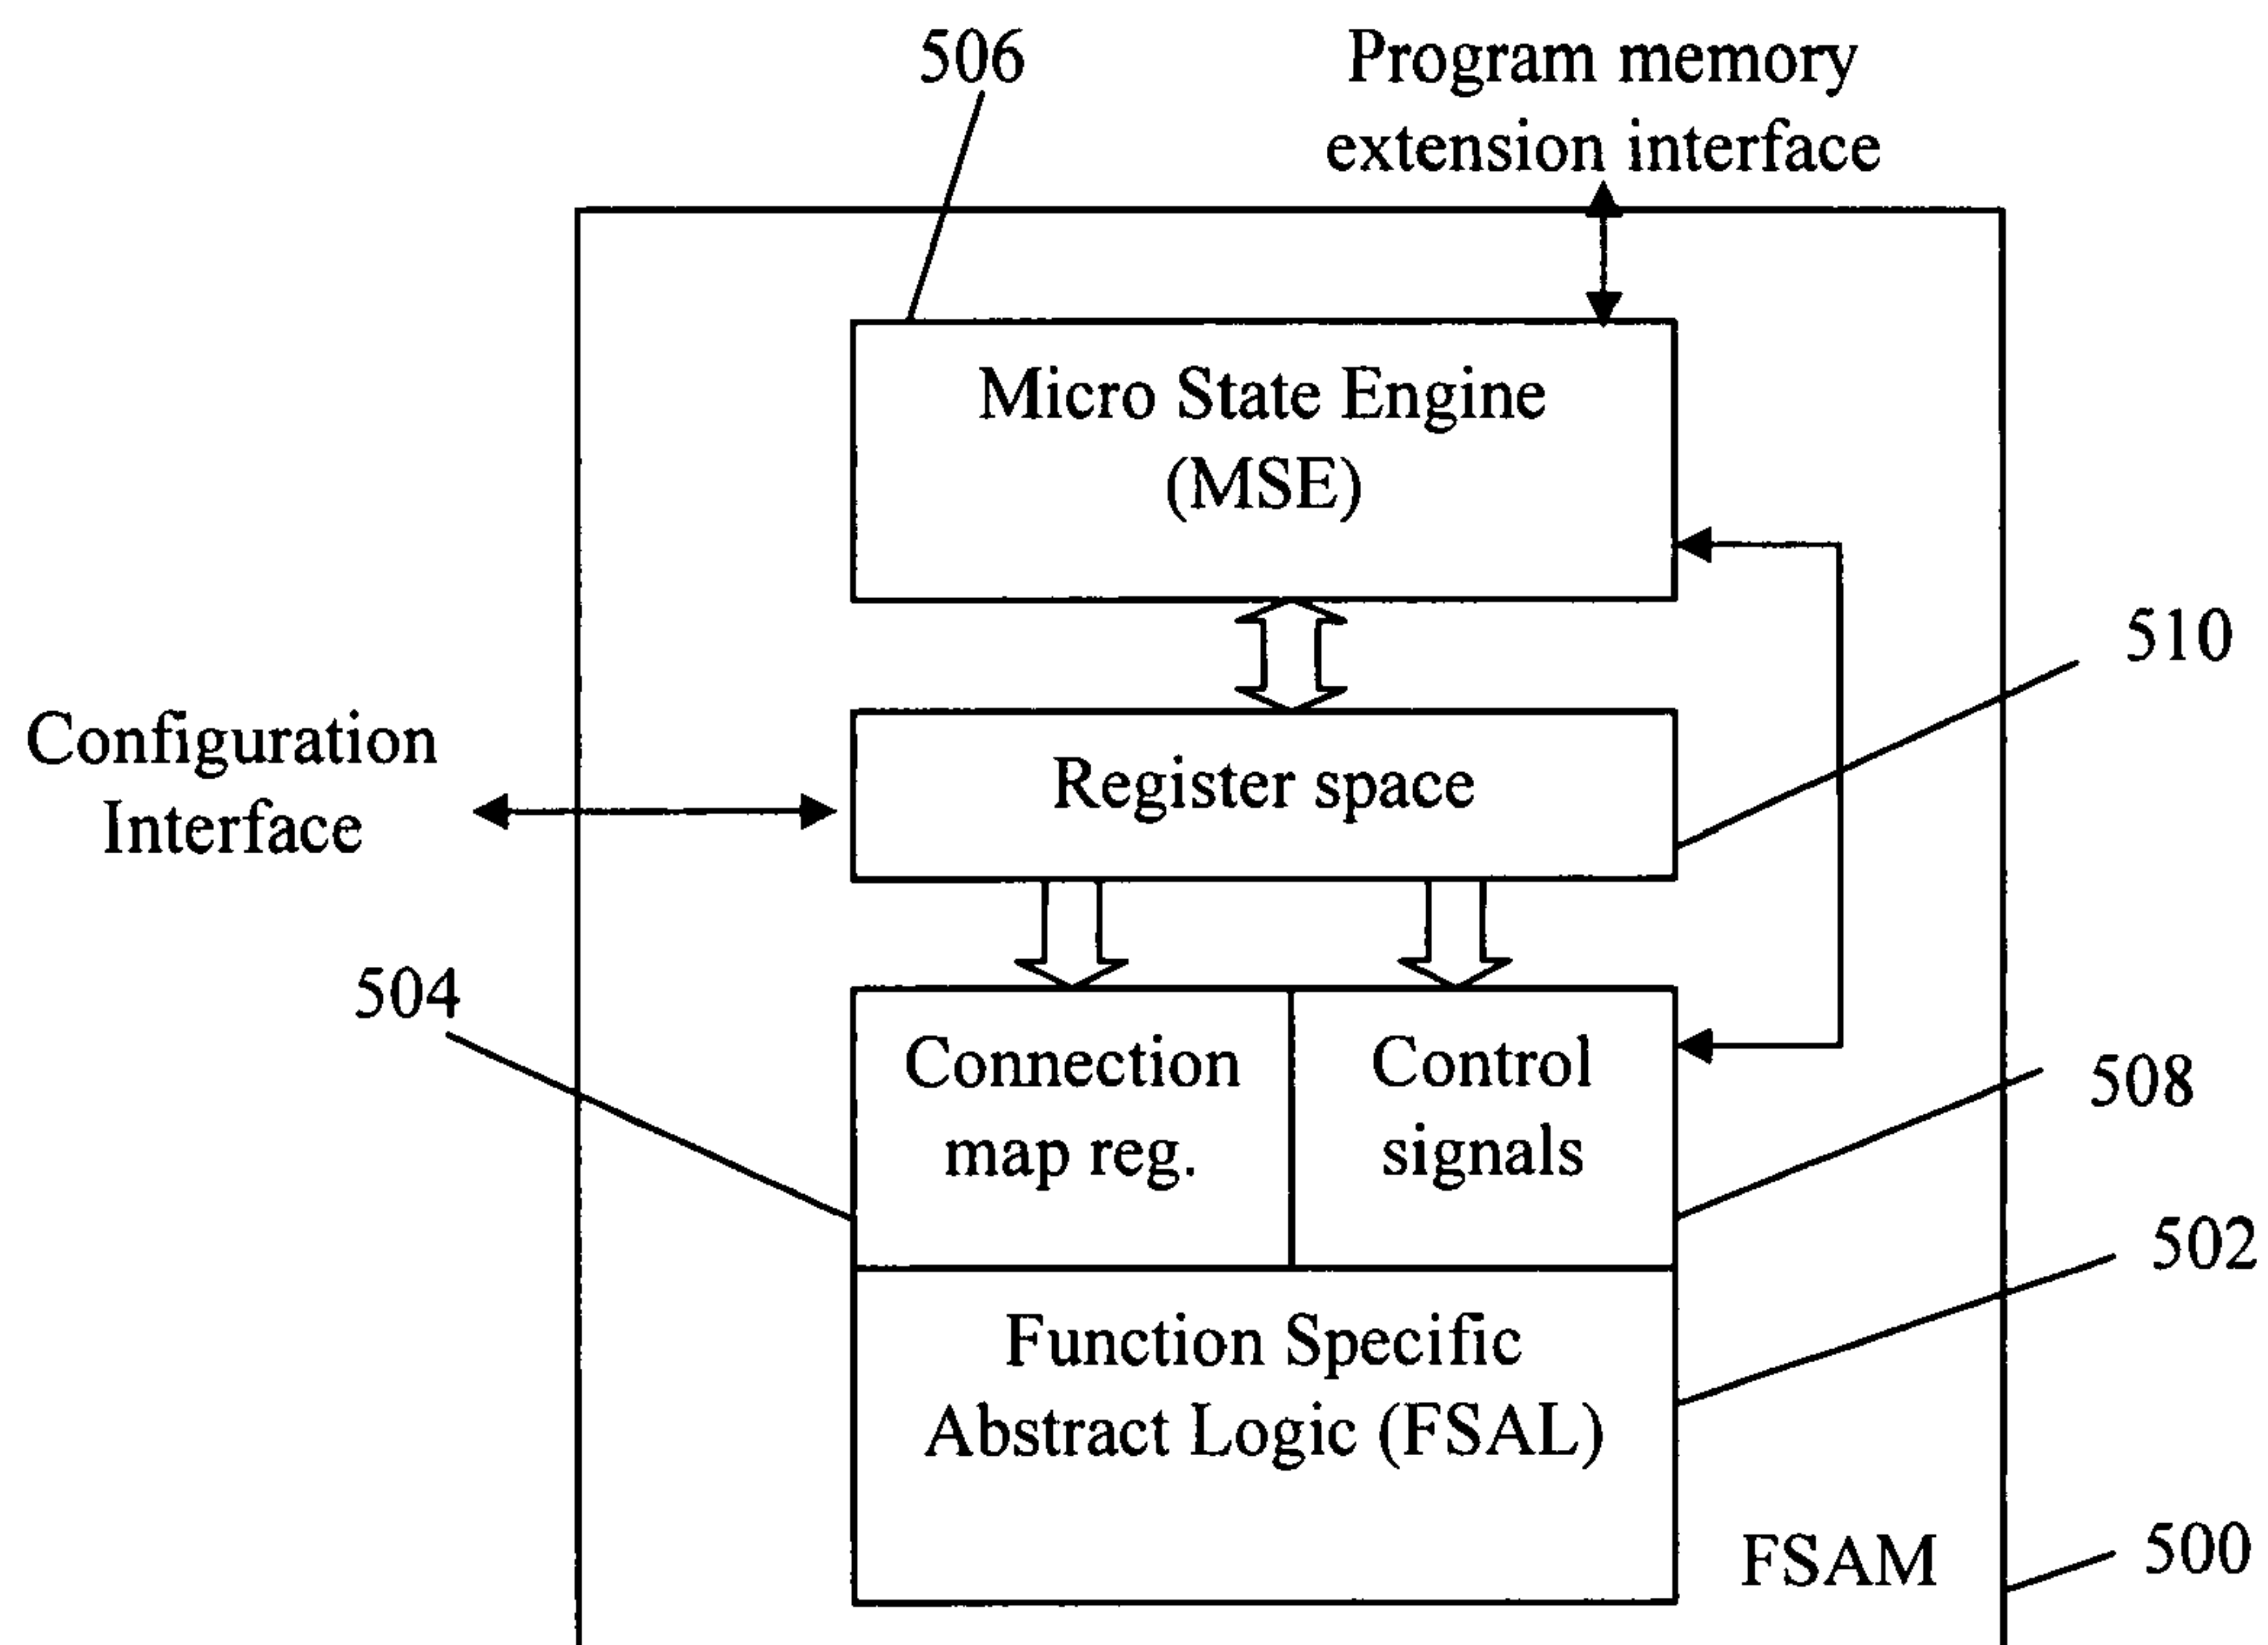 506
Program memory
extension interface
Micro State Engine
(MSE)
510
Configuration
Interface
Register space
504
Connection
map reg.
Control
signals
508
502
Function Specific
Abstract Logic (FSAL)
FSAM
500